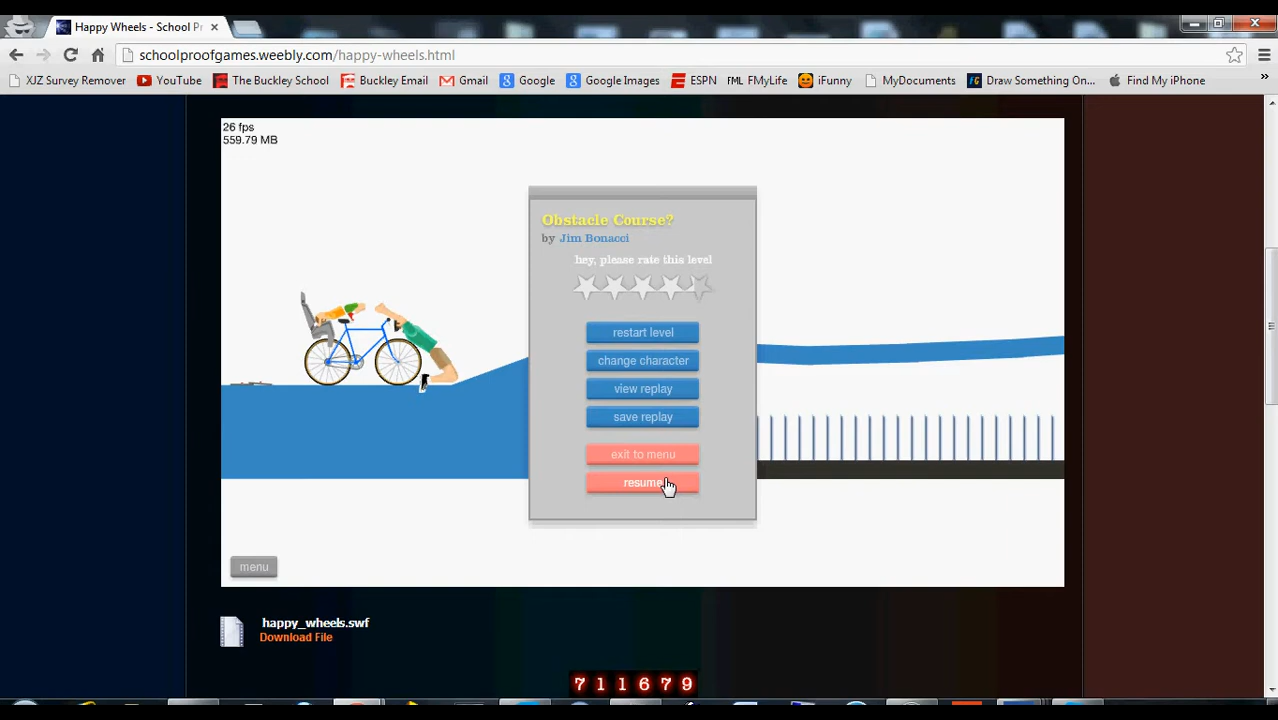 Happy Wheels - School Pr
schoolproofgames.weebly.com/happy-wheels.html
XJZ Survey Remover YouTube The Buckley School Buckley Email Gmail Google Google Images ESPN FML FMyLife iFunny MyDocuments Draw Something On... Find My iPhone »
26 fps
559.79 MB
Obstacle Course?
by Jim Bonacci
hey, please rate this level
restart level
change character
view replay
save replay
exit to menu
resume
menu
happy_wheels.swf
Download File
711679